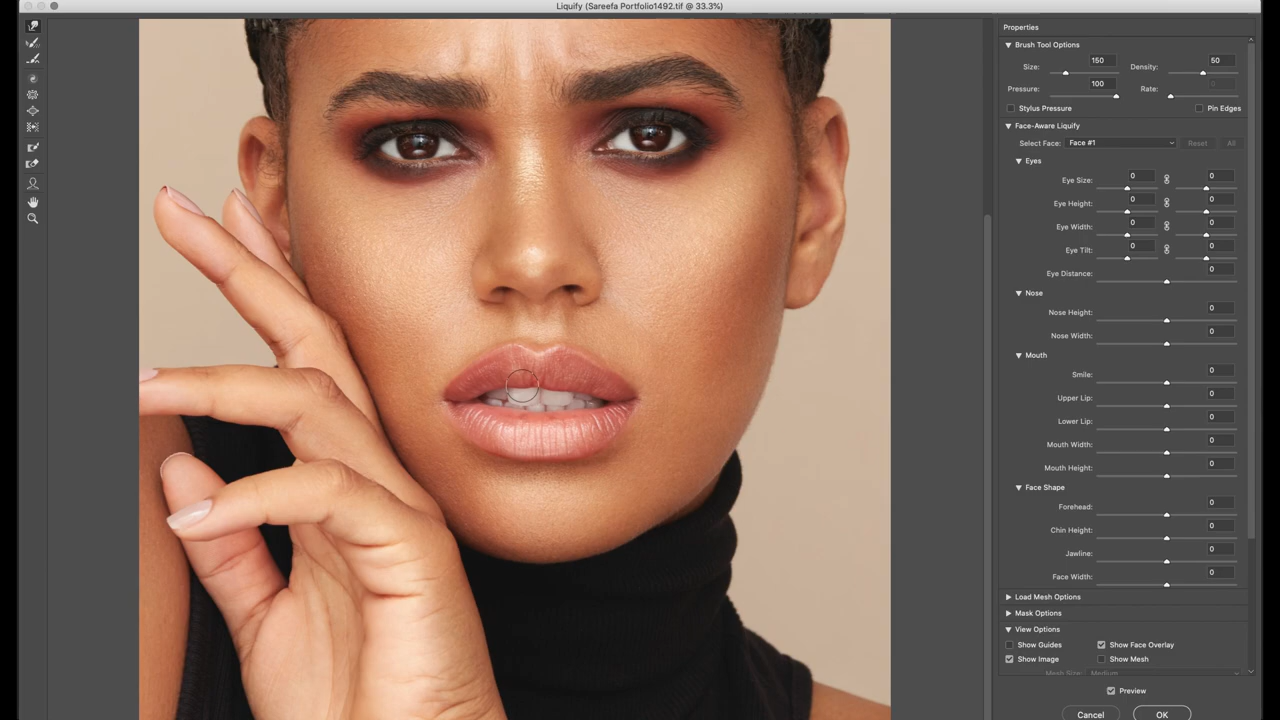 Liquify (Sareefa Portfolio1492.tif @ 33.3%)
Properties
Brush Tool Options
Size: 150 Density: 50
Pressure: 100 Rate: 0
Stylus Pressure Pin Edges
Face-Aware Liquify
Select Face: Face #1 Reset All
Eyes
Eye Size: 0 0
Eye Height: 0 0
Eye Width: 0 0
Eye Tilt: 0 0
Eye Distance: 0
Nose
Nose Height: 0
Nose Width: 0
Mouth
Smile: 0
Upper Lip: 0
Lower Lip: 0
Mouth Width: 0
Mouth Height: 0
Face Shape
Forehead: 0
Chin Height: 0
Jawline: 0
Face Width: 0
Load Mesh Options
Mask Options
View Options
Show Guides Show Face Overlay
Show Image Show Mesh
Mesh Size: Medium
Preview
Cancel OK